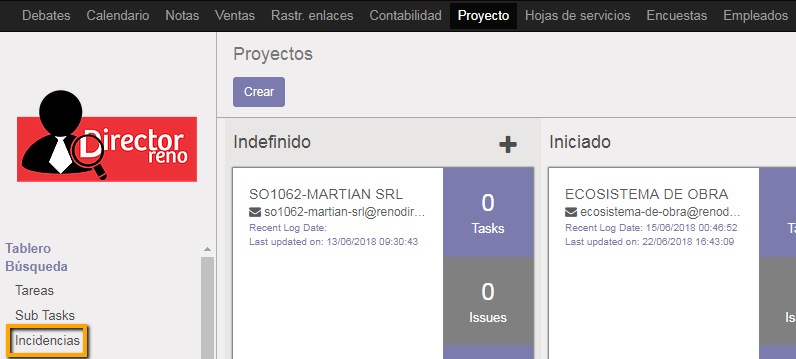 Debates Calendario Notas Ventas Rastr. enlaces Contabilidad Proyecto Hojas de servicios Encuestas Empleados
Director
reno
Tablero
Búsqueda
Tareas
Sub Tasks
Incidencias
Proyectos
Crear
Indefinido
SO1062-MARTIAN SRL
so1062-martian-srl@renodir...
Recent Log Date:
Last updated on: 13/06/2018 09:30:43
0
Tasks
0
Issues
Iniciado
ECOSISTEMA DE OBRA
ecosistema-de-obra@renod...
Recent Log Date: 15/06/2018 00:46:52
Last updated on: 22/06/2018 16:43:09